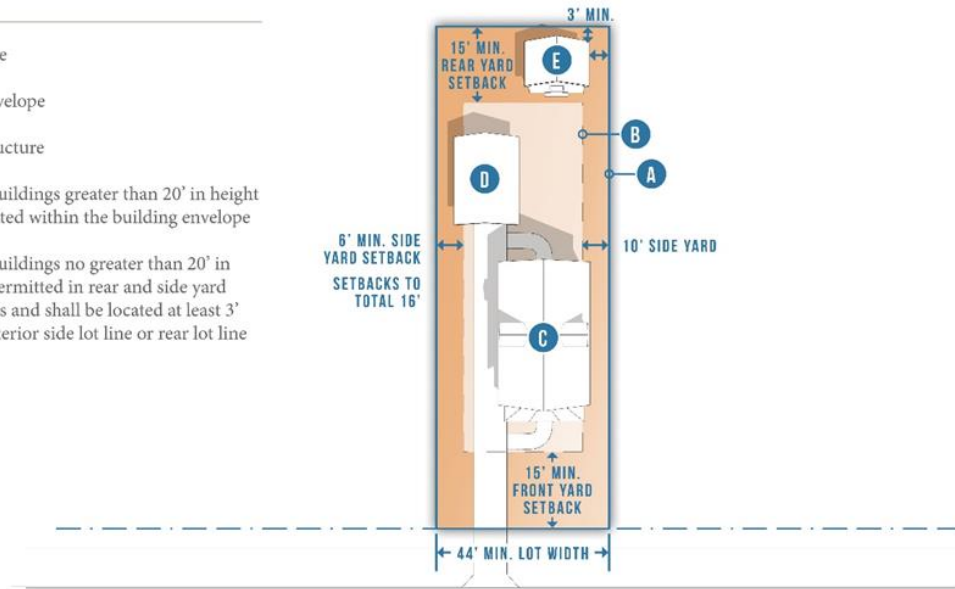 e
velope
ucture
uildings greater than 20’ in height
ted within the building envelope
uildings no greater than 20’ in
ermitted in rear and side yard
s and shall be located at least 3’
terior side lot line or rear lot line
3' MIN.
15' MIN.
REAR YARD
SETBACK
E
B
A
D
6' MIN. SIDE
YARD SETBACK
SETBACKS TO
TOTAL 16'
10' SIDE YARD
C
15' MIN.
FRONT YARD
SETBACK
44' MIN. LOT WIDTH